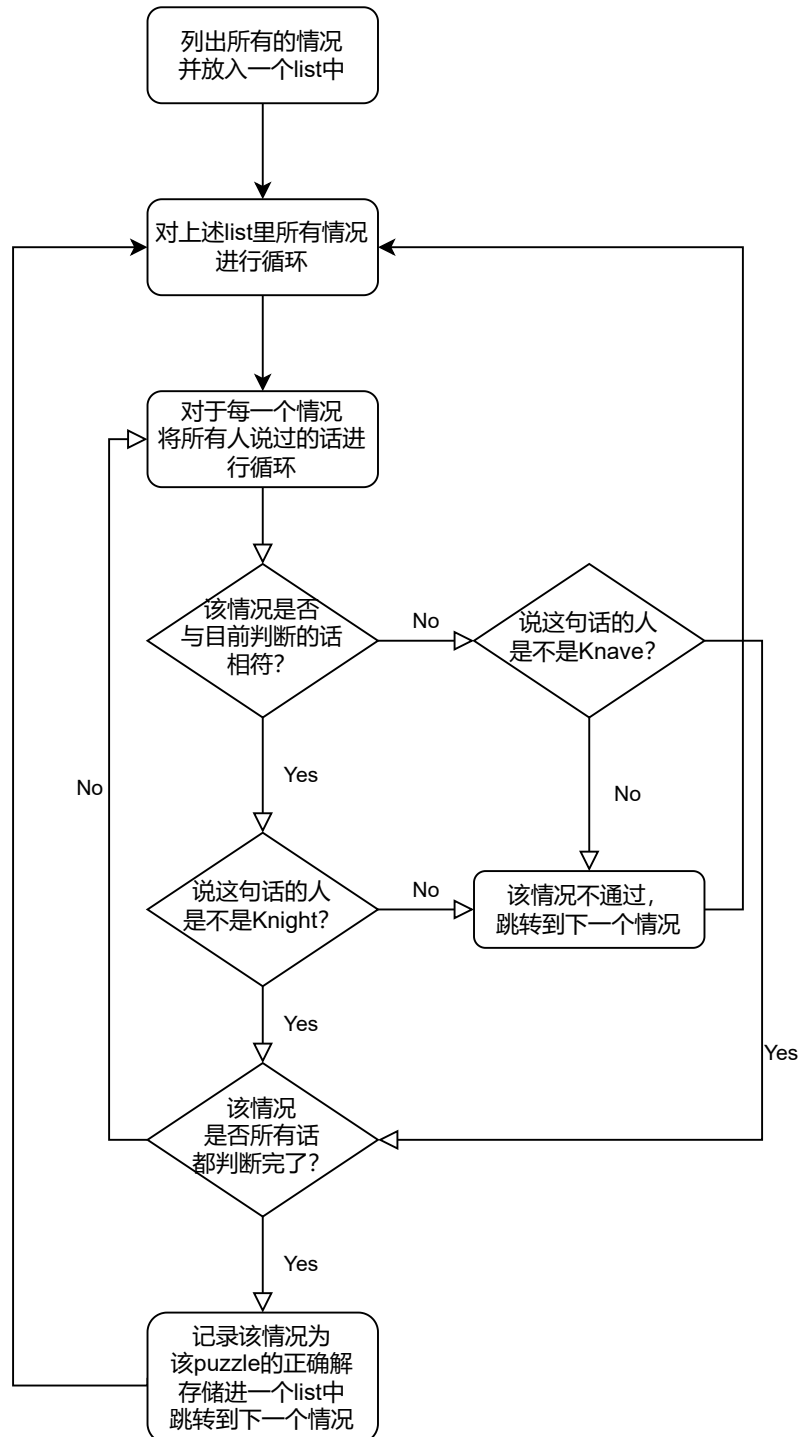 列出所有的情况
并放入一个list中
对上述list里所有情况
进行循环
对于每一个情况
将所有人说过的话进
行循环
该情况是否
与目前判断的话
相符？
No
说这句话的人
是不是Knave？
Yes
No
No
说这句话的人
是不是Knight？
No
该情况不通过，
跳转到下一个情况
Yes
Yes
该情况
是否所有话
都判断完了？
Yes
记录该情况为
该puzzle的正确解
存储进一个list中
跳转到下一个情况